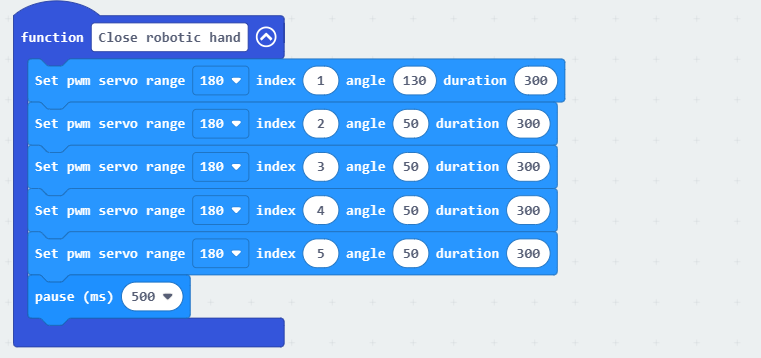 function Close robotic hand
Set pwm servo range 180 index 1 angle 130 duration 300
Set pwm servo range 180 index 2 angle 50 duration 300
Set pwm servo range 180 index 3 angle 50 duration 300
Set pwm servo range 180 index 4 angle 50 duration 300
Set pwm servo range 180 index 5 angle 50 duration 300
pause (ms) 500